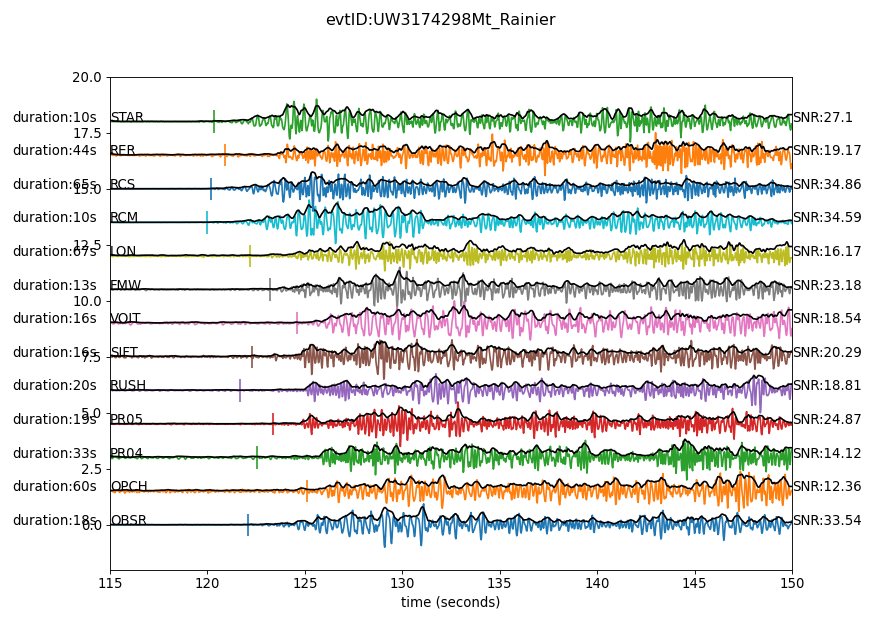 evtID:UW3174298Mt_Rainier
20.0
duration:10s STAR SNR:27.1
17.5
duration:44s RER SNR:19.17
duration:65s RCS SNR:34.86
15.0
duration:10s RCM SNR:34.59
12.5
duration:67s LON SNR:16.17
duration:13s FMW SNR:23.18
10.0
duration:16s VOIT SNR:18.54
duration:16s SIFT SNR:20.29
7.5
duration:20s RUSH SNR:18.81
5.0
duration:19s PR05 SNR:24.87
duration:33s PR04 SNR:14.12
2.5
duration:60s OPCH SNR:12.36
duration:18s OBSR SNR:33.54
0.0
115 120 125 130 135 140 145 150
time (seconds)